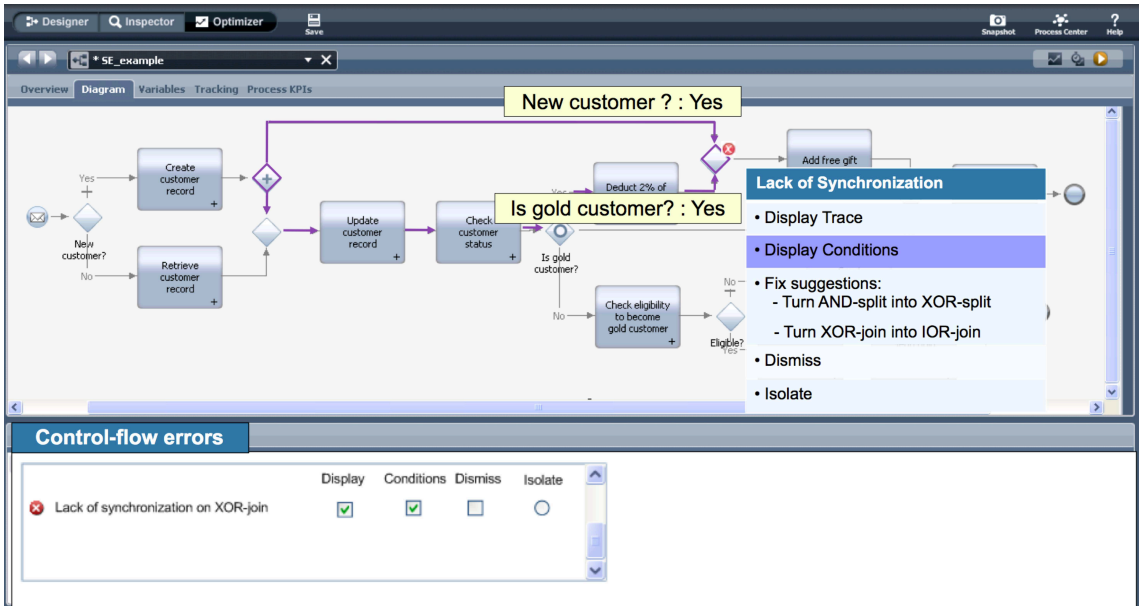 Designer Inspector Optimizer
Save
Snapshot Process Center Help
* SE_example
Overview Diagram Variables Tracking Process KPIs
New customer ? : Yes
Create
customer
record
Yes
New
customer?
No
Retrieve
customer
record
Update
customer
record
Check
customer
status
Yes
Deduct 2% of
Add free gift
Is gold customer? : Yes
Is gold
customer?
No
Check eligibility
to become
gold customer
No
Eligible?
Yes
Lack of Synchronization
• Display Trace
• Display Conditions
• Fix suggestions:
- Turn AND-split into XOR-split
- Turn XOR-join into IOR-join
• Dismiss
• Isolate
Control-flow errors
Display Conditions Dismiss Isolate
Lack of synchronization on XOR-join